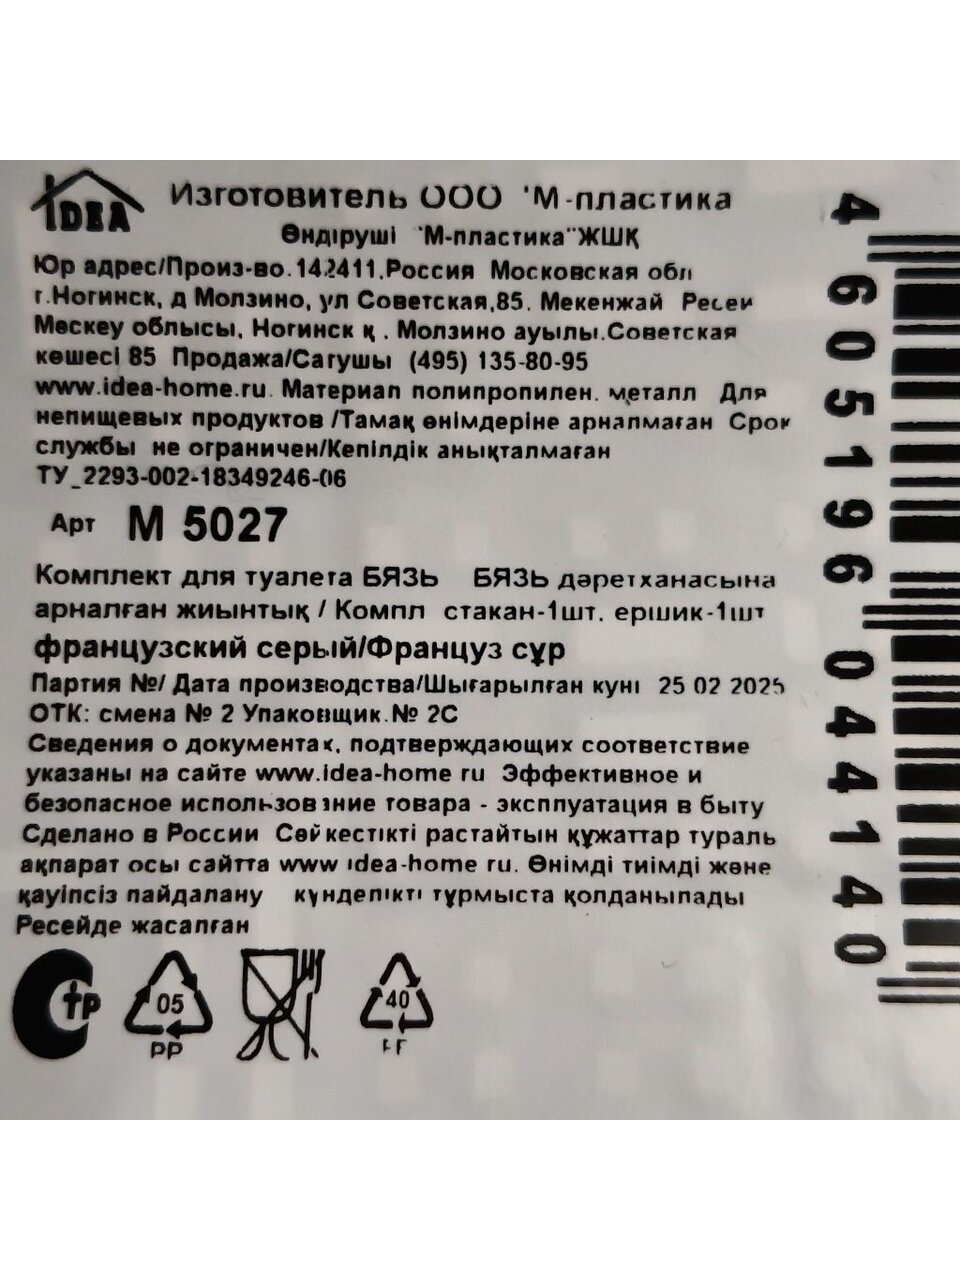 IDEA
Изготовитель ООО "М-пластика
Өндіруші "М-пластика" ЖШҚ
Юр адрес/Произ-во. 142411.Россия Московская обл
г.Ногинск, д Молзино, ул Советская,85. Мекенжай Ресей
Мәскеу облысы, Ногинск қ . Молзино ауылы.Советская
көшесі 85 Продажа/Сатушы (495) 135-80-95
www.idea-home.ru. Материал полипропилен. металл Для
непищевых продуктов /Тамақ өнімдеріне арналмаған Срок
службы не ограничен/Кепілдік анықталмаған
ТУ_2293-002-18349246-06
Арт М 5027
Комплект для туалета БЯЗЬ БЯЗЬ дәретханасына
арналған жиынтық / Компл стакан-1шт. ершик-1шт
французский серый/Француз сұр
Партия №/ Дата производства/Шығарылған күні 25 02 2025
ОТК: смена № 2 Упаковщик.№ 2С
Сведения о документах, подтверждающих соответствие
указаны на сайте www.idea-home ru Эффективное и
безопасное использование товара - эксплуатация в быту
Сделано в России Сәйкестікті растайтын құжаттар туралы
ақпарат осы сайтта www idea-home ru. Өнімді тиімді және
қауіпсіз пайдалану күнделікті тұрмыста қолданылады
Ресейде жасалған
СТР
05
PP
40
4605196044140